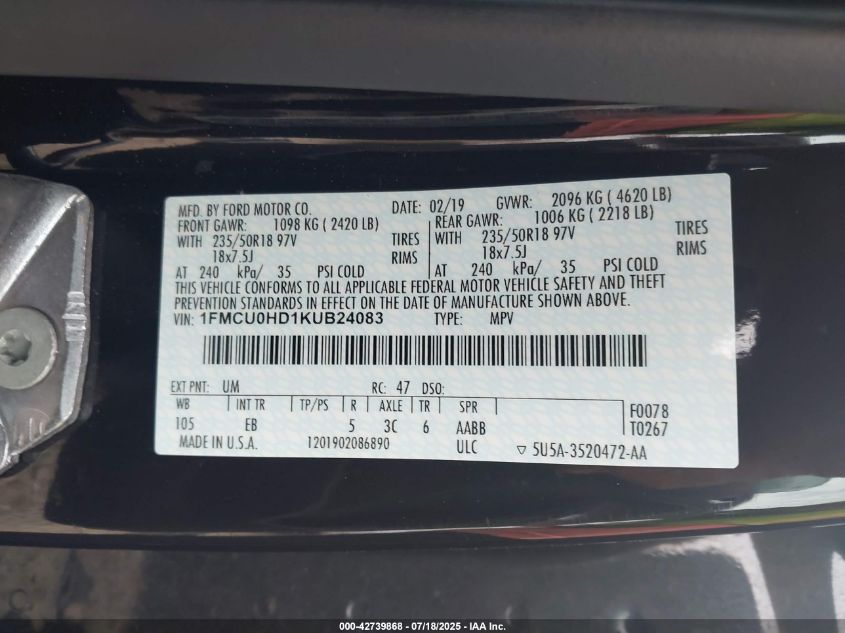 MFD. BY FORD MOTOR CO. DATE: 02/19 GVWR: 2096 KG ( 4620 LB)
FRONT GAWR: 1098 KG ( 2420 LB) REAR GAWR: 1006 KG ( 2218 LB)
WITH 235/50R18 97V TIRES WITH 235/50R18 97V TIRES
18x7.5J RIMS 18x7.5J RIMS
AT 240 kPa/ 35 PSI COLD AT 240 kPa/ 35 PSI COLD
THIS VEHICLE CONFORMS TO ALL APPLICABLE FEDERAL MOTOR VEHICLE SAFETY AND THEFT
PREVENTION STANDARDS IN EFFECT ON THE DATE OF MANUFACTURE SHOWN ABOVE.
VIN: 1FMCU0HD1KUB24083 TYPE: MPV
EXT PNT: UM RC: 47 DSO:
WB INT TR TP/PS R AXLE TR SPR F0078
105 EB 5 3C 6 AABB T0267
MADE IN U.S.A. 1201902086890 ULC ▽ 5U5A-3520472-AA
000-42739868 - 07/18/2025 - IAA Inc.